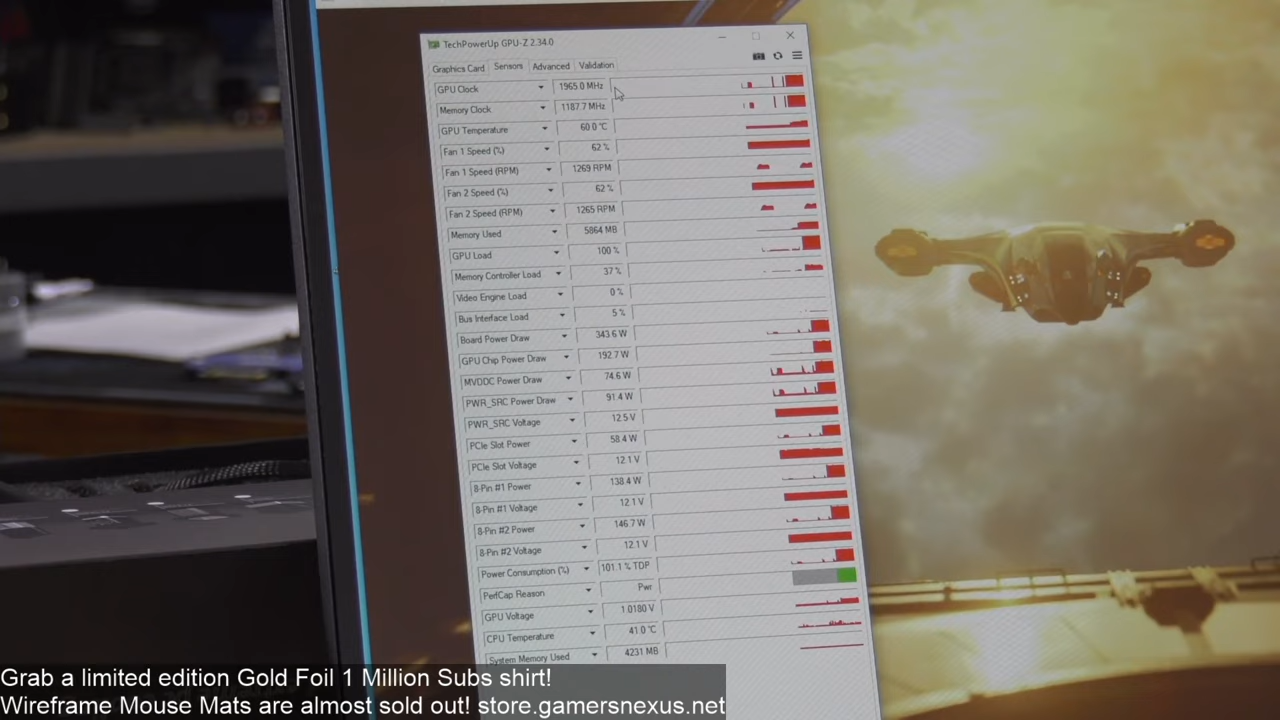 TechPowerUp GPU-Z 2.34.0
Graphics Card Sensors Advanced Validation
GPU Clock 1965.0 MHz
Memory Clock 1187.7 MHz
GPU Temperature 60.0 °C
Fan 1 Speed (%) 62 %
Fan 1 Speed (RPM) 1269 RPM
Fan 2 Speed (%) 62 %
Fan 2 Speed (RPM) 1265 RPM
Memory Used 5864 MB
GPU Load 100 %
Memory Controller Load 37 %
Video Engine Load 0 %
Bus Interface Load 5 %
Board Power Draw 343.6 W
GPU Chip Power Draw 192.7 W
MVDDC Power Draw 74.6 W
PWR_SRC Power Draw 91.4 W
PWR_SRC Voltage 12.5 V
PCIe Slot Power 58.4 W
PCIe Slot Voltage 12.1 V
8-Pin #1 Power 138.4 W
8-Pin #1 Voltage 12.1 V
8-Pin #2 Power 146.7 W
8-Pin #2 Voltage 12.1 V
Power Consumption (%) 101.1 % TDP
PerfCap Reason Pwr
GPU Voltage 1.0180 V
CPU Temperature 41.0 °C
System Memory Used 4231 MB
Grab a limited edition Gold Foil 1 Million Subs shirt!
Wireframe Mouse Mats are almost sold out! store.gamersnexus.net